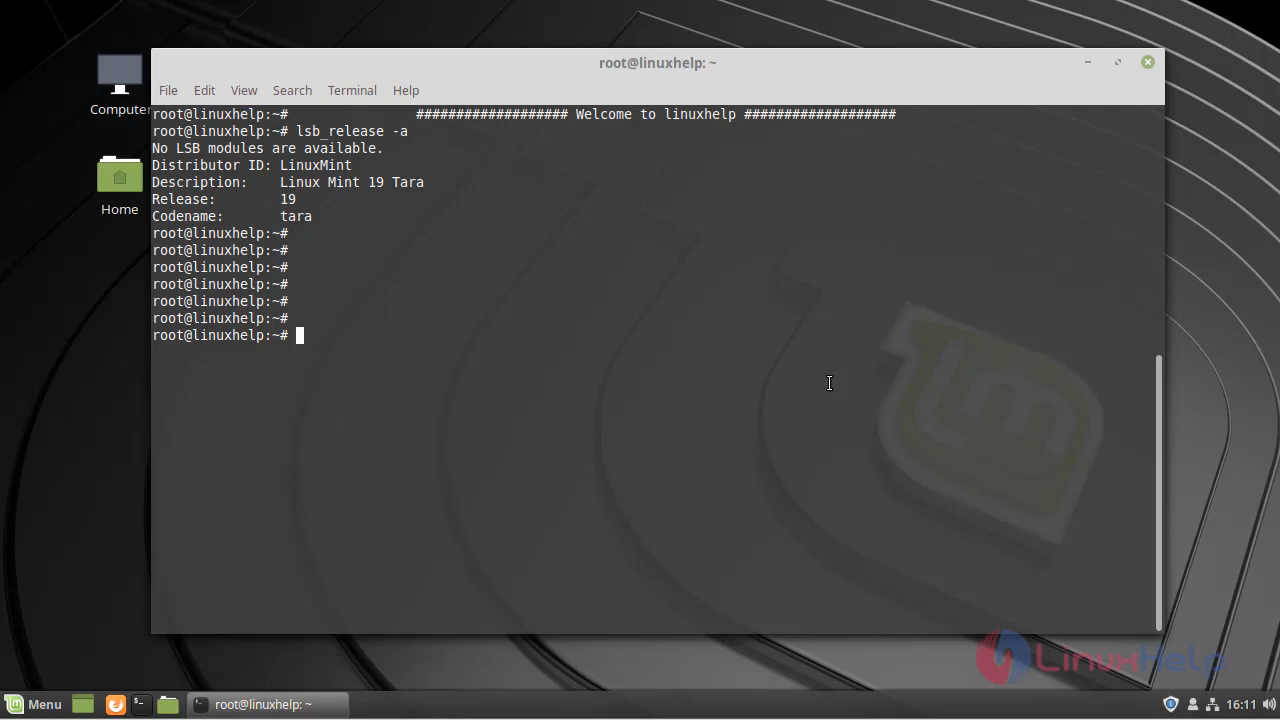 root@linuxhelp: ~
File Edit View Search Terminal Help
root@linuxhelp:~# ################### Welcome to linuxhelp ###################
root@linuxhelp:~# lsb_release -a
No LSB modules are available.
Distributor ID: LinuxMint
Description: Linux Mint 19 Tara
Release: 19
Codename: tara
root@linuxhelp:~#
root@linuxhelp:~#
root@linuxhelp:~#
root@linuxhelp:~#
root@linuxhelp:~#
root@linuxhelp:~#
root@linuxhelp:~#
Computer
Home
LinuxHelp
Menu
root@linuxhelp: ~
16:11